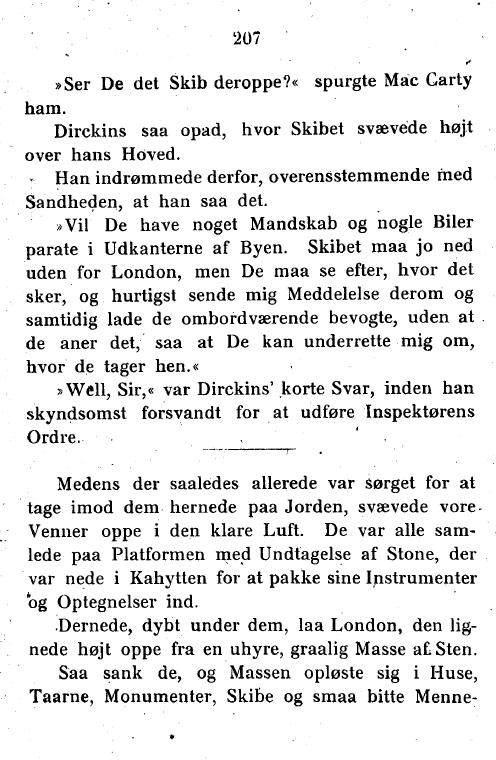 207
»Ser De det Skib deroppe?« spurgte Mac Carty
ham.
Dirckins saa opad, hvor Skibet svævede højt
over hans Hoved.
Han indrømmede derfor, overensstemmende med
Sandheden, at han saa det.
»Vil De have noget Mandskab og nogle Biler
parate i Udkanterne af Byen. Skibet maa jo ned
uden for London, men De maa se efter, hvor det
sker, og hurtigst sende mig Meddelelse derom og
samtidig lade de ombordværende bevogte, uden at
de aner det, saa at De kan underrette mig om,
hvor de tager hen.«
»Well, Sir,« var Dirckins' korte Svar, inden han
skyndsomst forsvandt for at udføre Inspektørens
Ordre.
Medens der saaledes allerede var sørget for at
tage imod dem hernede paa Jorden, svævede vore
Venner oppe i den klare Luft. De var alle sam-
lede paa Platformen med Undtagelse af Stone, der
var nede i Kahytten for at pakke sine Instrumenter
og Optegnelser ind.
Dernede, dybt under dem, laa London, den lig-
nede højt oppe fra en uhyre, graalig Masse af Sten.
Saa sank de, og Massen opløste sig i Huse,
Taarne, Monumenter, Skibe og smaa bitte Menne-